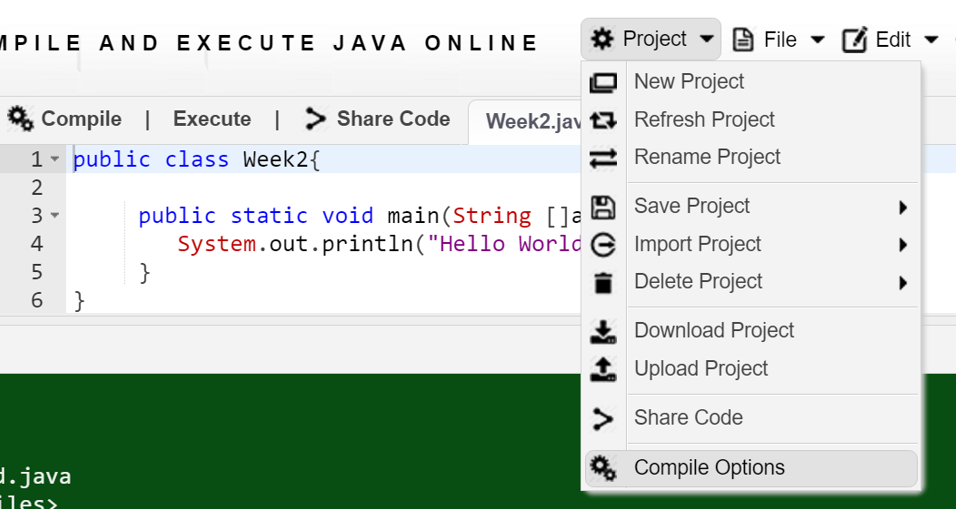 MPILE AND EXECUTE JAVA ONLINE
Project File Edit
Compile | Execute | Share Code Week2.jav
1 public class Week2{
2
3 public static void main(String []a
4 System.out.println("Hello World
5 }
6 }
New Project
Refresh Project
Rename Project
Save Project
Import Project
Delete Project
Download Project
Upload Project
Share Code
Compile Options
d.java
iles>